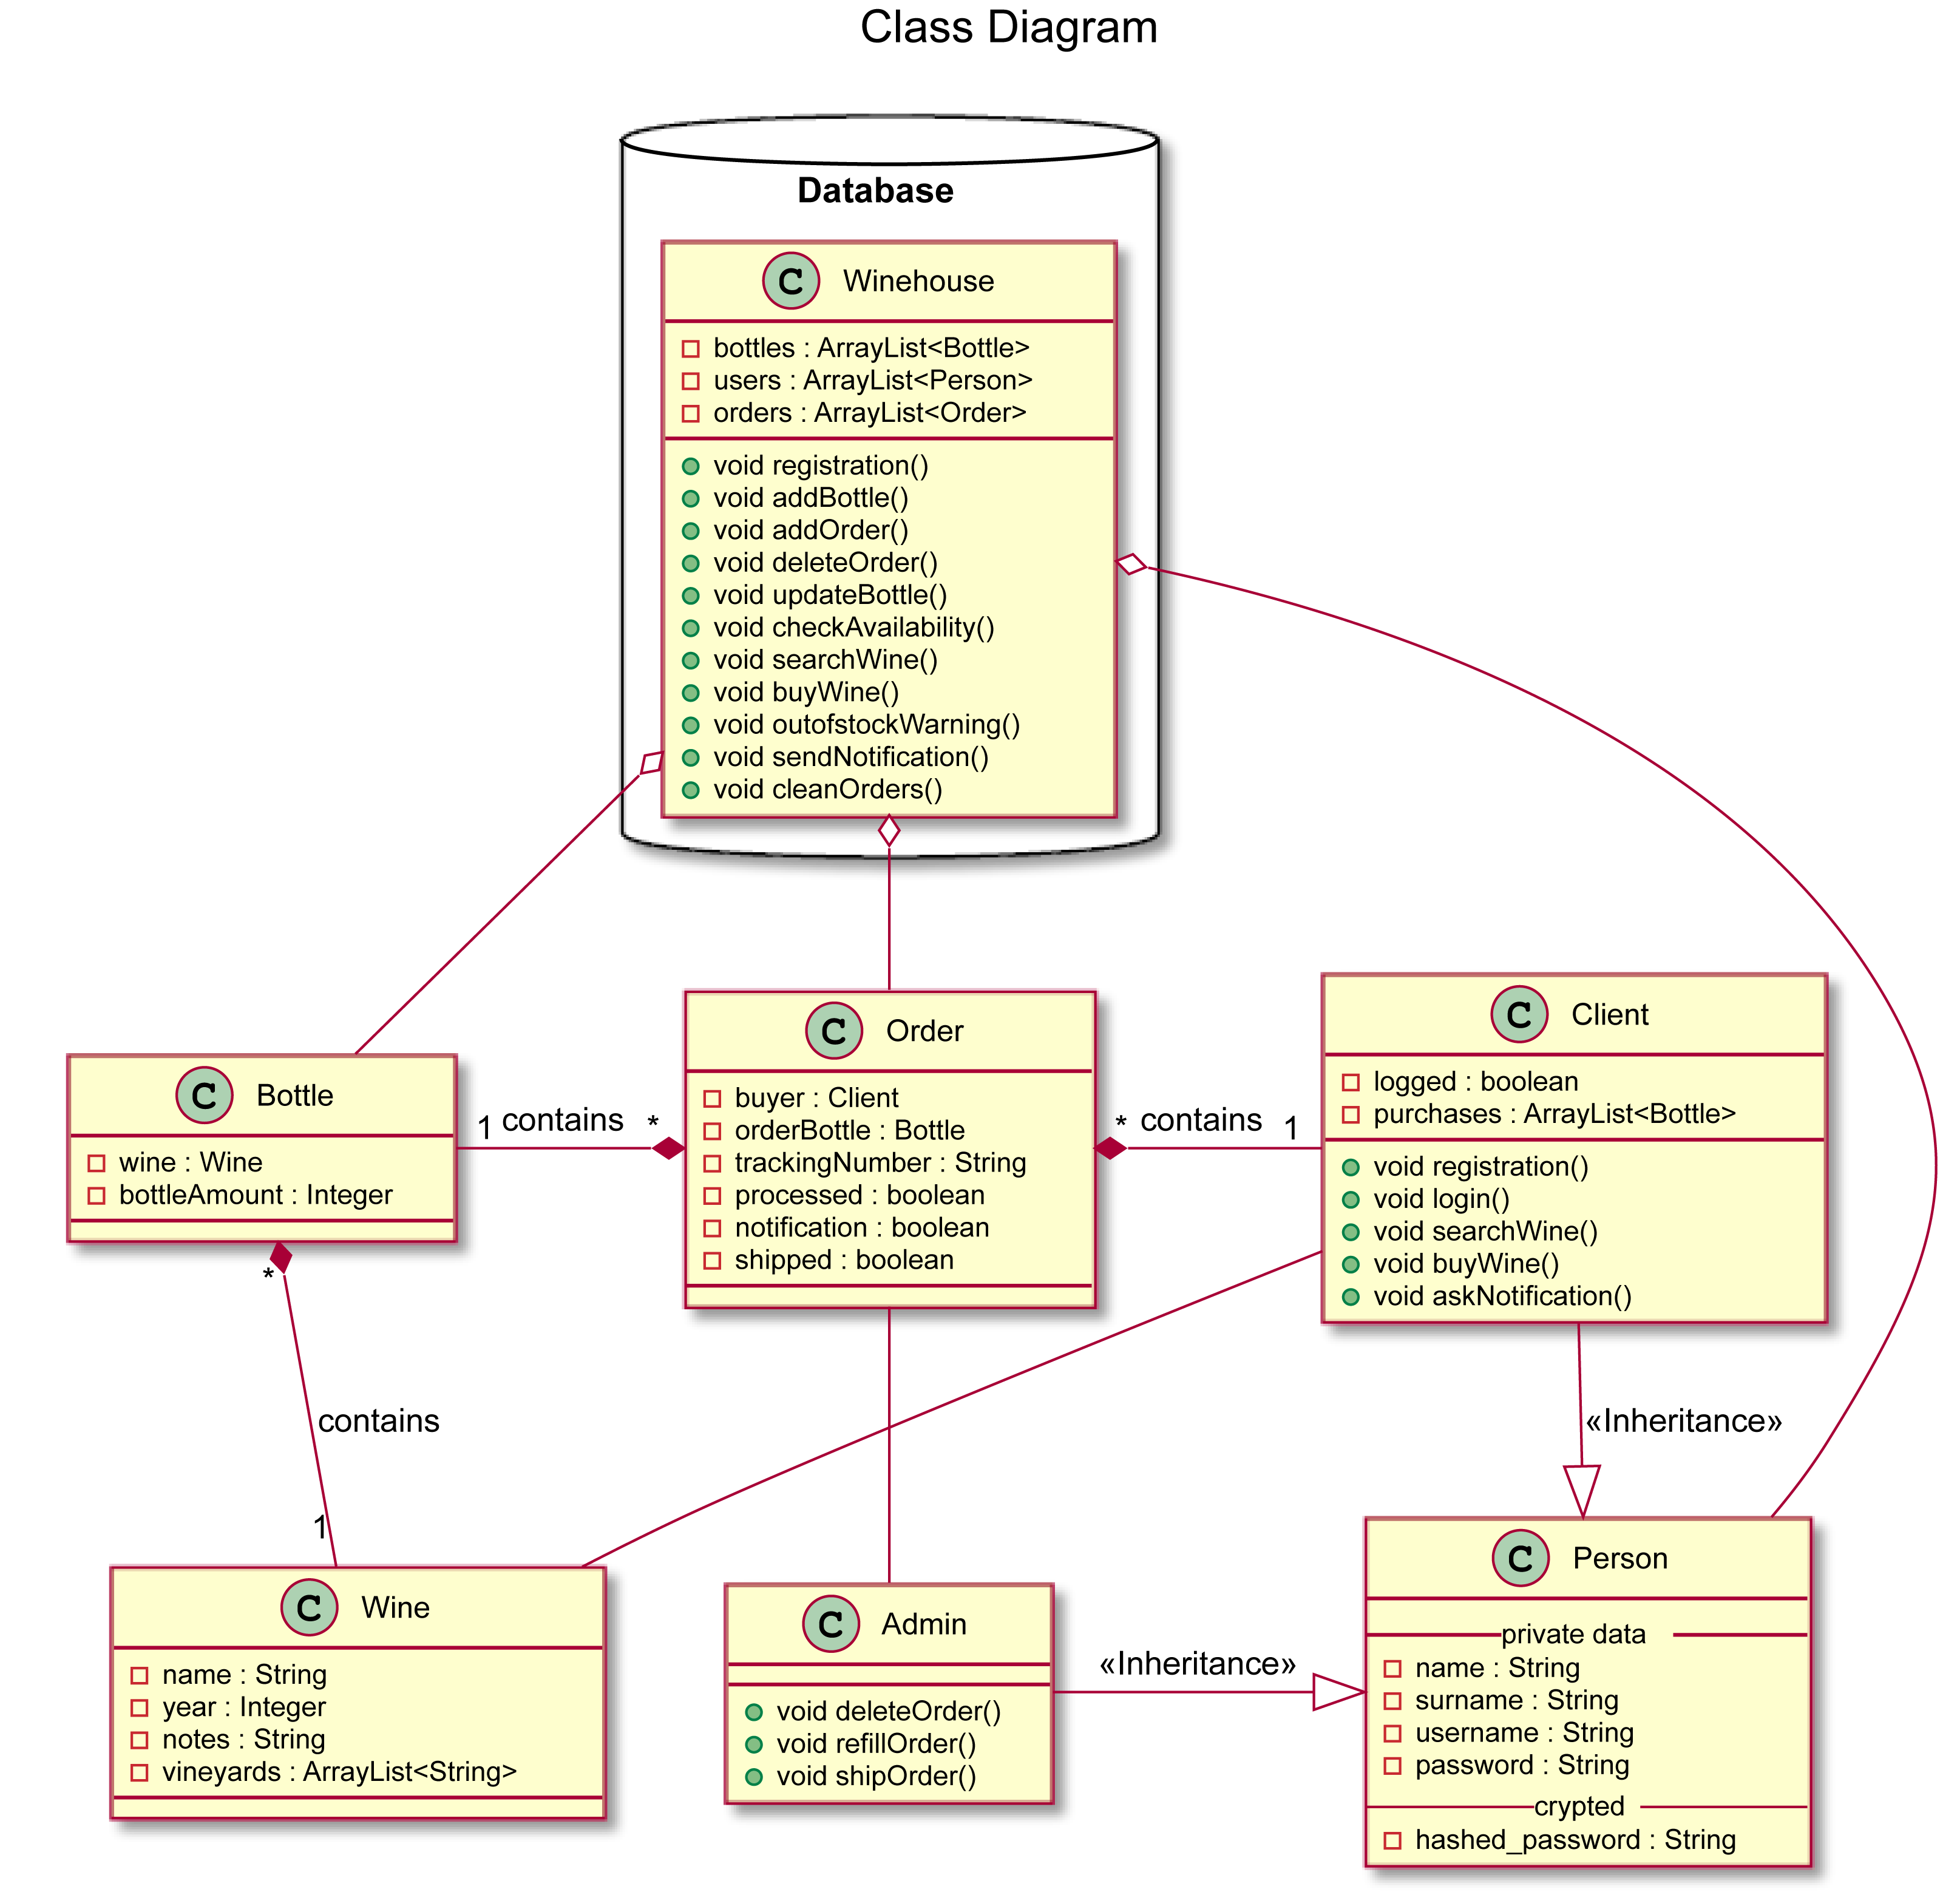 Class Diagram
Database
C Winehouse
bottles : ArrayList<Bottle>
users : ArrayList<Person>
orders : ArrayList<Order>
void registration()
void addBottle()
void addOrder()
void deleteOrder()
void updateBottle()
void checkAvailability()
void searchWine()
void buyWine()
void outofstockWarning()
void sendNotification()
void cleanOrders()
C Bottle
wine : Wine
bottleAmount : Integer
1 contains *
C Order
buyer : Client
orderBottle : Bottle
trackingNumber : String
processed : boolean
notification : boolean
shipped : boolean
* contains 1
C Client
logged : boolean
purchases : ArrayList<Bottle>
void registration()
void login()
void searchWine()
void buyWine()
void askNotification()
*
contains
1
«Inheritance»
C Wine
name : String
year : Integer
notes : String
vineyards : ArrayList<String>
C Admin
void deleteOrder()
void refillOrder()
void shipOrder()
«Inheritance»
C Person
private data
name : String
surname : String
username : String
password : String
crypted
hashed_password : String